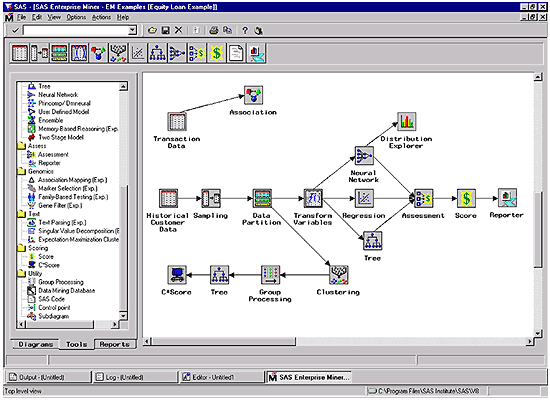 SAS - [SAS Enterprise Miner - EM Examples [Equity Loan Example]]
File Edit View Options Actions Help
Tree
Neural Network
Princomp/Dmneural
User Defined Model
Ensemble
Memory-Based Reasoning (Exp.
Two Stage Model
Assess
Assessment
Reporter
Genomics
Association Mapping (Exp.)
Marker Selection (Exp.)
Family-Based Testing (Exp.)
Gene Filter (Exp.)
Text
Text Parsing (Exp.)
Singular Value Decomposition (E
Expectation-Maximization Cluste
Scoring
Score
C*Score
Utility
Group Processing
Data Mining Database
SAS Code
Control point
Subdiagram
Diagrams Tools Reports
Transaction
Data
Association
Distribution
Explorer
Neural
Network
Historical
Customer
Data
Sampling
Data
Partition
Transform
Variables
Regression
Assessment
Score
Reporter
Tree
C*Score
Tree
Group
Processing
Clustering
Output - (Untitled)
Log - (Untitled)
Editor - Untitled1
SAS Enterprise Miner...
Top level view
C:\Program Files\SAS Institute\SAS\V8